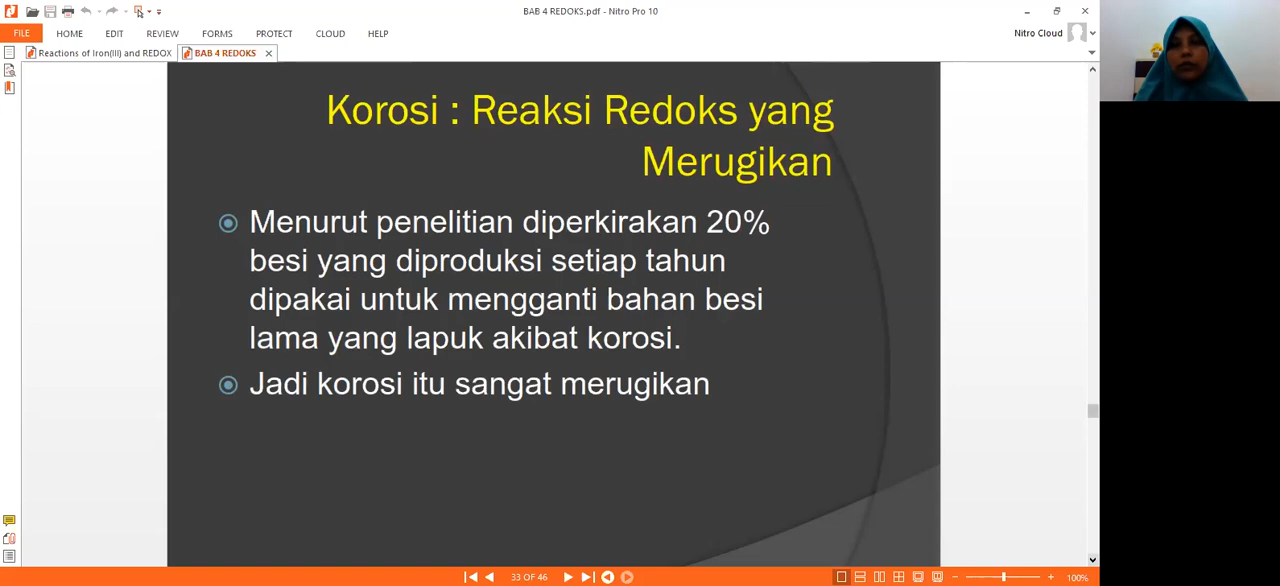 BAB 4 REDOKS.pdf - Nitro Pro 10
FILE HOME EDIT REVIEW FORMS PROTECT CLOUD HELP
Nitro Cloud
Reactions of Iron(III) and REDOX
BAB 4 REDOKS
Korosi : Reaksi Redoks yang
Merugikan
Menurut penelitian diperkirakan 20%
besi yang diproduksi setiap tahun
dipakai untuk mengganti bahan besi
lama yang lapuk akibat korosi.
Jadi korosi itu sangat merugikan
33 OF 46
100%